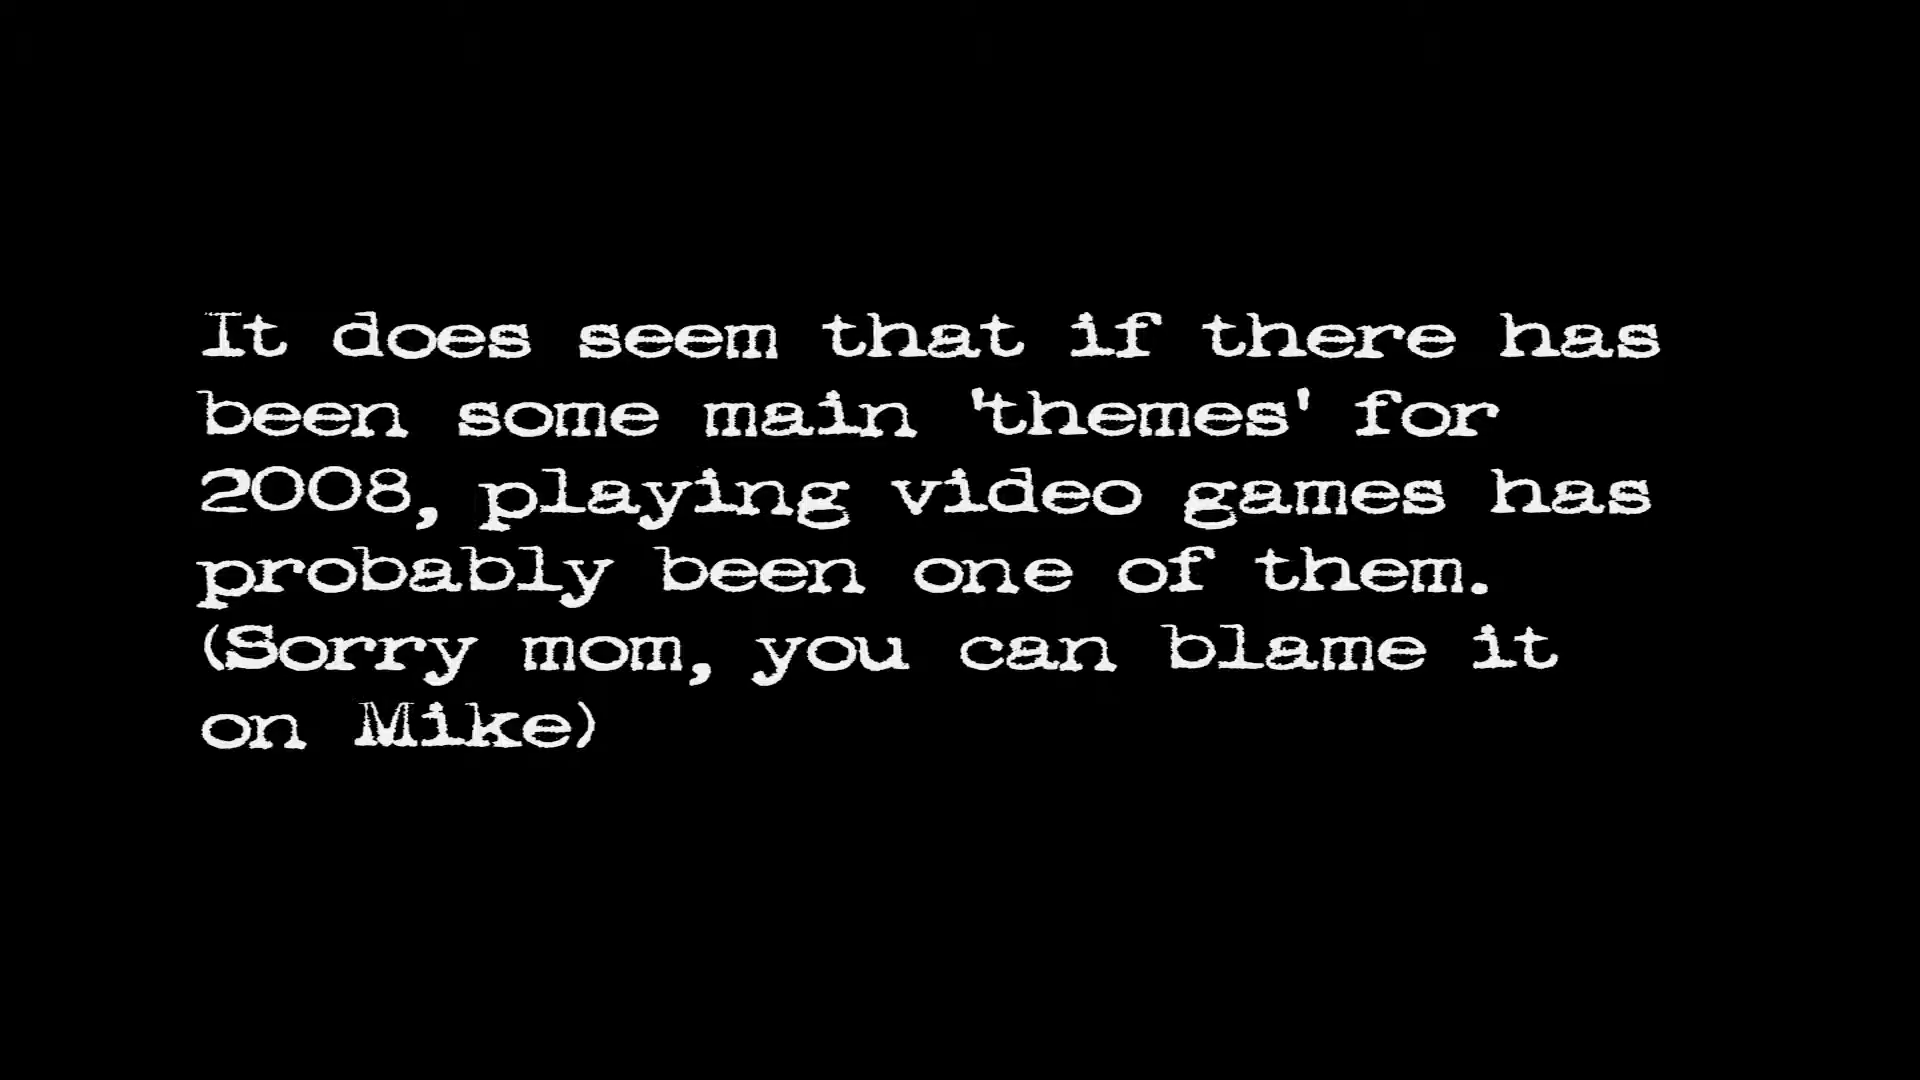 It does seem that if there has
been some main 'themes' for
2008, playing video games has
probably been one of them.
(Sorry mom, you can blame it
on Mike)